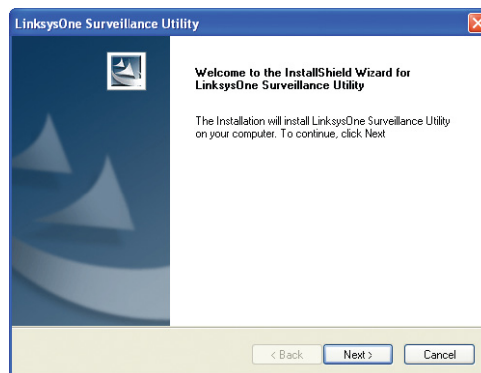 LinksysOne Surveillance Utility
Welcome to the InstallShield Wizard for
LinksysOne Surveillance Utility
The Installation will install LinksysOne Surveillance Utility
on your computer. To continue, click Next
< Back
Next >
Cancel